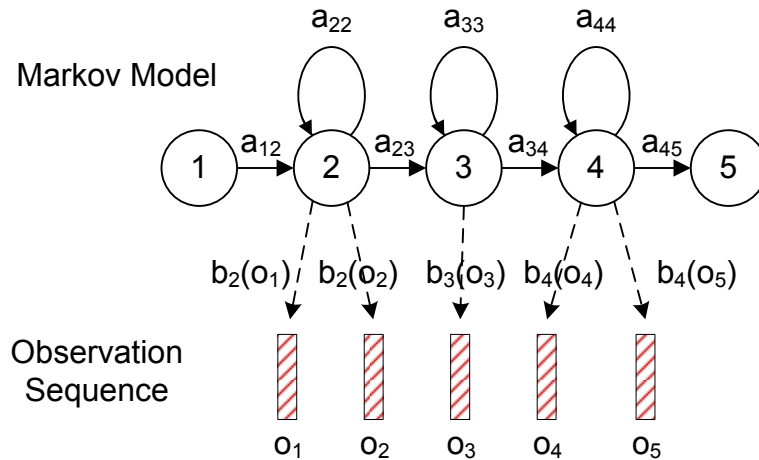 a₂₂ a₃₃ a₄₄
Markov Model
a₁₂ a₂₃ a₃₄ a₄₅
1 2 3 4 5
b₂(o₁) b₂(o₂) b₃(o₃) b₄(o₄) b₄(o₅)
Observation
Sequence
o₁ o₂ o₃ o₄ o₅